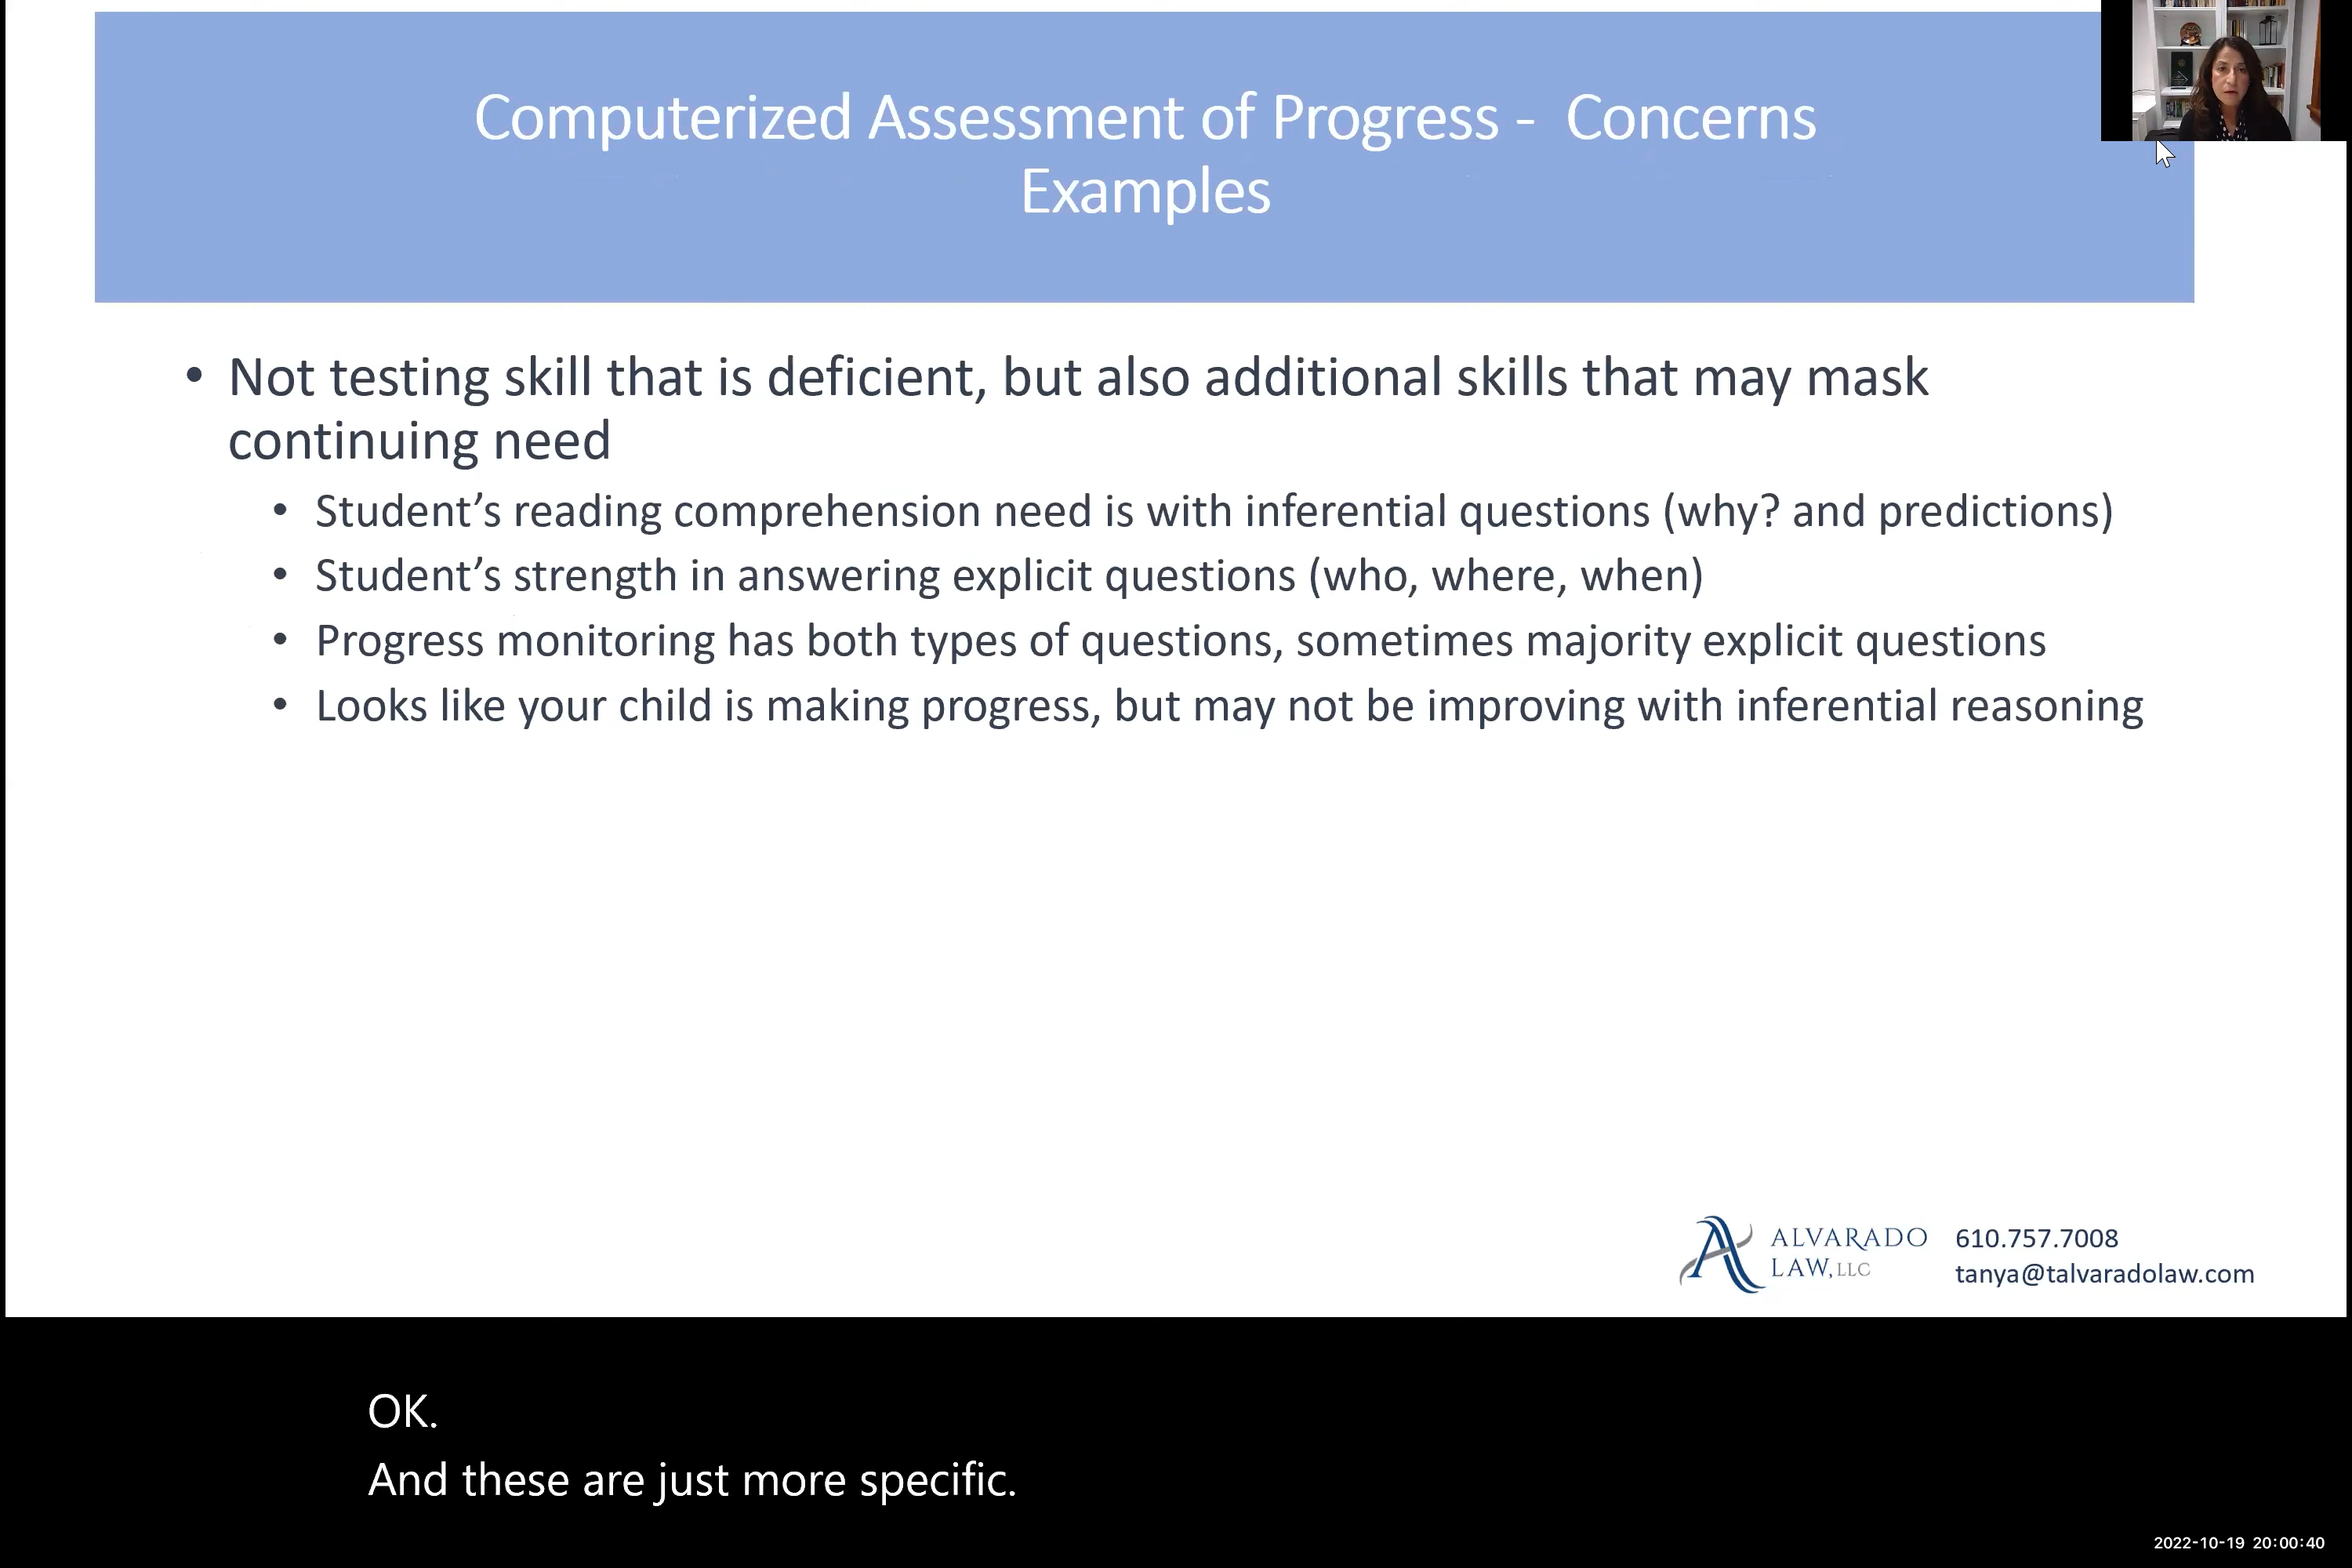 Computerized Assessment of Progress - Concerns
Examples
• Not testing skill that is deficient, but also additional skills that may mask
continuing need
• Student’s reading comprehension need is with inferential questions (why? and predictions)
• Student’s strength in answering explicit questions (who, where, when)
• Progress monitoring has both types of questions, sometimes majority explicit questions
• Looks like your child is making progress, but may not be improving with inferential reasoning
ALVARADO
LAW, LLC
610.757.7008
tanya@talvaradolaw.com
OK.
And these are just more specific.
2022-10-19 20:00:40